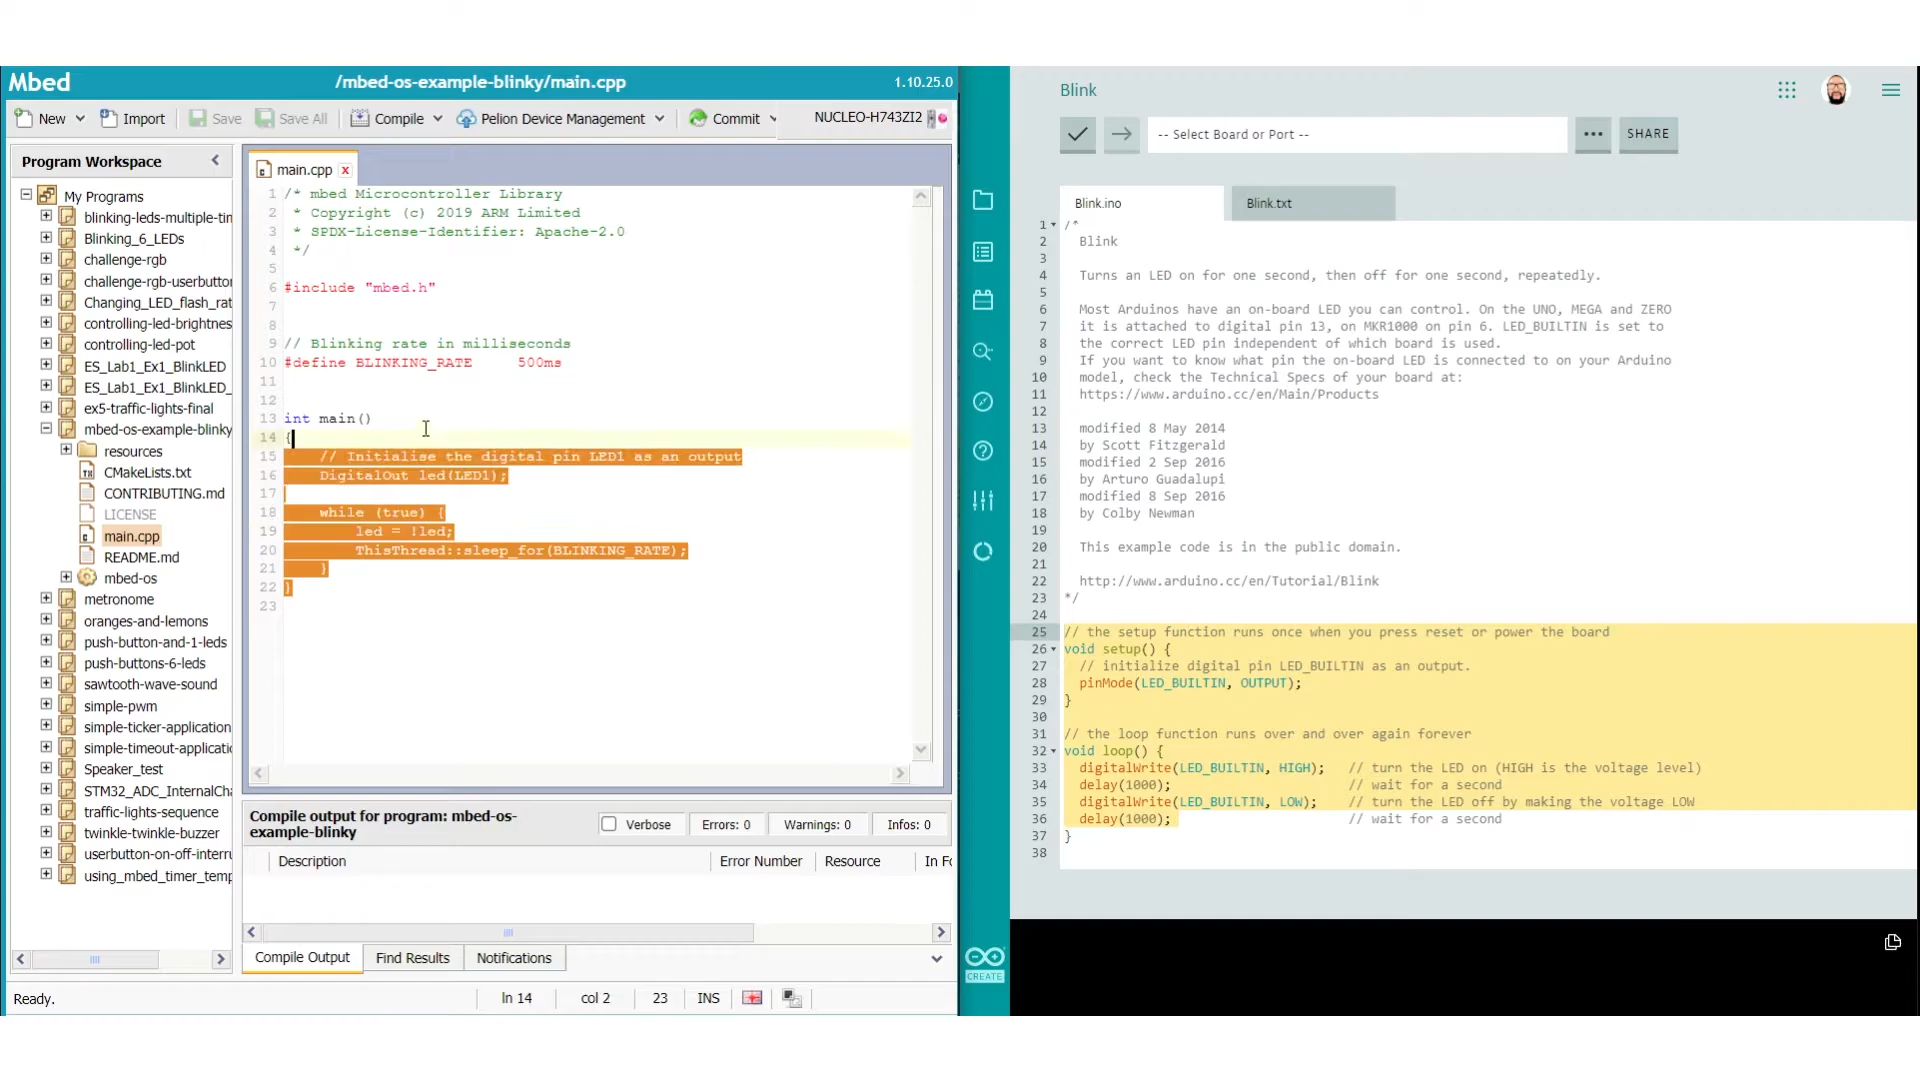 Mbed
/mbed-os-example-blinky/main.cpp
1.10.25.0
New
Import
Save
Save All
Compile
Pelion Device Management
Commit
NUCLEO-H743ZI2
Program Workspace
My Programs
blinking-leds-multiple-tin
Blinking_6_LEDs
challenge-rgb
challenge-rgb-userbutto
Changing_LED_flash_rat
controlling-led-brightnes
controlling-led-pot
ES_Lab1_Ex1_BlinkLED
ES_Lab1_Ex1_BlinkLED_
ex5-traffic-lights-final
mbed-os-example-blinky
resources
CMakeLists.txt
CONTRIBUTING.md
LICENSE
main.cpp
README.md
mbed-os
metronome
oranges-and-lemons
push-button-and-1-leds
push-buttons-6-leds
sawtooth-wave-sound
simple-pwm
simple-ticker-application
simple-timeout-applicatio
Speaker_test
STM32_ADC_InternalCha
traffic-lights-sequence
twinkle-twinkle-buzzer
userbutton-on-off-interru
using_mbed_timer_temp
main.cpp x
1 /* mbed Microcontroller Library
2  * Copyright (c) 2019 ARM Limited
3  * SPDX-License-Identifier: Apache-2.0
4  */
5
6 #include "mbed.h"
7
8
9 // Blinking rate in milliseconds
10 #define BLINKING_RATE     500ms
11
12
13 int main()
14 {
15     // Initialise the digital pin LED1 as an output
16     DigitalOut led(LED1);
17
18     while (true) {
19         led = !led;
20         ThisThread::sleep_for(BLINKING_RATE);
21     }
22 }
23
Compile output for program: mbed-os-
example-blinky
Verbose
Errors: 0
Warnings: 0
Infos: 0
Description
Error Number
Resource
In Fo
Compile Output
Find Results
Notifications
Ready.
ln 14
col 2
23
INS
CREATE
Blink
-- Select Board or Port --
SHARE
Blink.ino
Blink.txt
1 /*
2   Blink
3
4   Turns an LED on for one second, then off for one second, repeatedly.
5
6   Most Arduinos have an on-board LED you can control. On the UNO, MEGA and ZERO
7   it is attached to digital pin 13, on MKR1000 on pin 6. LED_BUILTIN is set to
8   the correct LED pin independent of which board is used.
9   If you want to know what pin the on-board LED is connected to on your Arduino
10   model, check the Technical Specs of your board at:
11   https://www.arduino.cc/en/Main/Products
12
13   modified 8 May 2014
14   by Scott Fitzgerald
15   modified 2 Sep 2016
16   by Arturo Guadalupi
17   modified 8 Sep 2016
18   by Colby Newman
19
20   This example code is in the public domain.
21
22   http://www.arduino.cc/en/Tutorial/Blink
23 */
24
25 // the setup function runs once when you press reset or power the board
26 void setup() {
27   // initialize digital pin LED_BUILTIN as an output.
28   pinMode(LED_BUILTIN, OUTPUT);
29 }
30
31 // the loop function runs over and over again forever
32 void loop() {
33   digitalWrite(LED_BUILTIN, HIGH);   // turn the LED on (HIGH is the voltage level)
34   delay(1000);                       // wait for a second
35   digitalWrite(LED_BUILTIN, LOW);    // turn the LED off by making the voltage LOW
36   delay(1000);                       // wait for a second
37 }
38